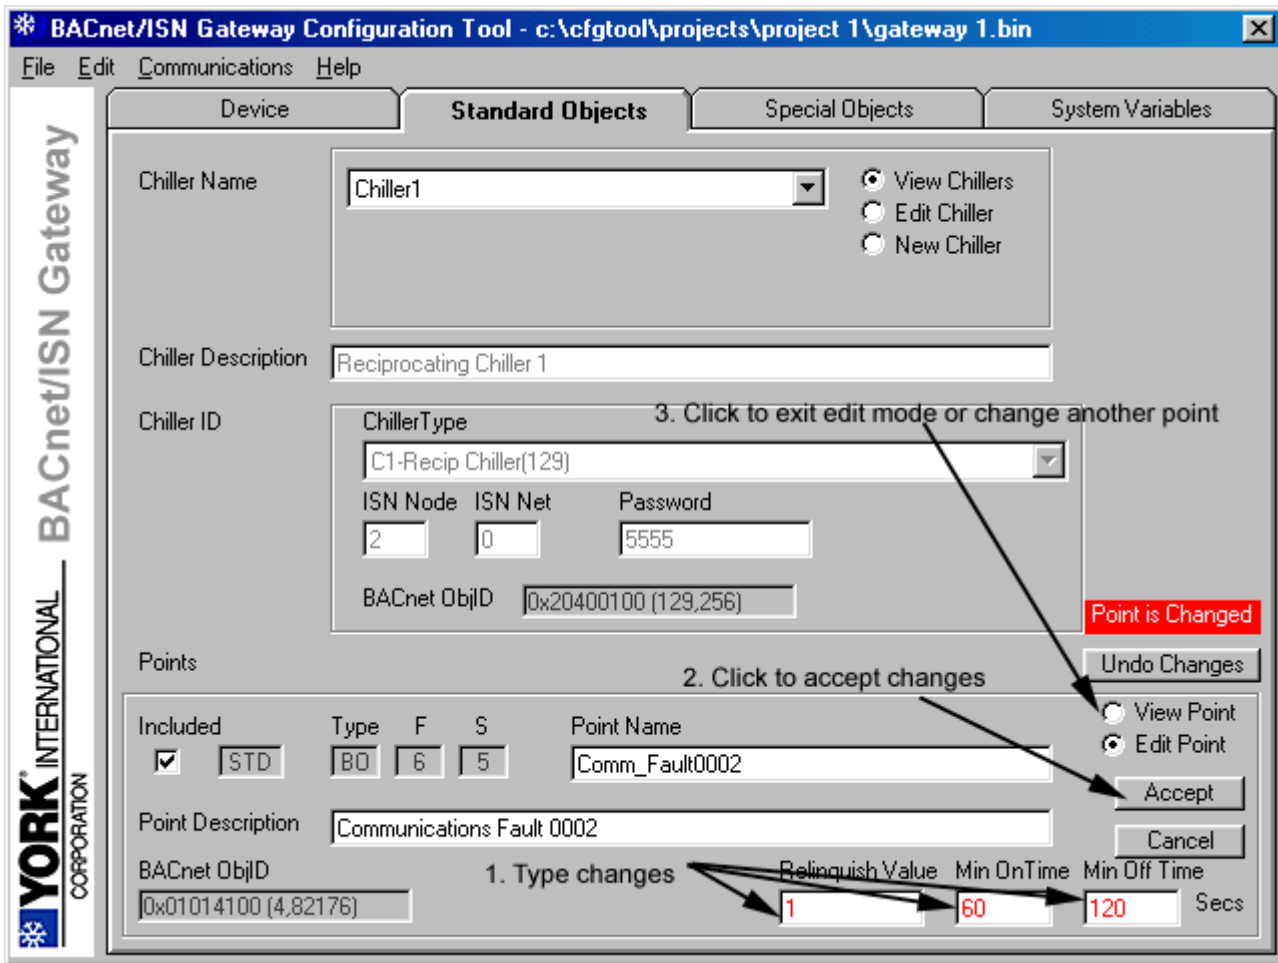 BACnet/ISN Gateway Configuration Tool - c:\cfgtool\projects\project 1\gateway 1.bin
File Edit Communications Help
Device Standard Objects Special Objects System Variables
BACnet/ISN Gateway
YORK® INTERNATIONAL
CORPORATION
Chiller Name
Chiller1
View Chillers
Edit Chiller
New Chiller
Chiller Description
Reciprocating Chiller 1
Chiller ID
ChillerType
3. Click to exit edit mode or change another point
C1-Recip Chiller(129)
ISN Node ISN Net Password
2 0 5555
BACnet ObjID 0x20400100 (129,256)
Point is Changed
Points
Undo Changes
2. Click to accept changes
View Point
Edit Point
Included Type F S Point Name
STD BO 6 5 Comm_Fault0002
Accept
Point Description Communications Fault 0002
Cancel
BACnet ObjID
1. Type changes
Relinquish Value Min OnTime Min Off Time
0x01014100 (4,82176)
1 60 120 Secs